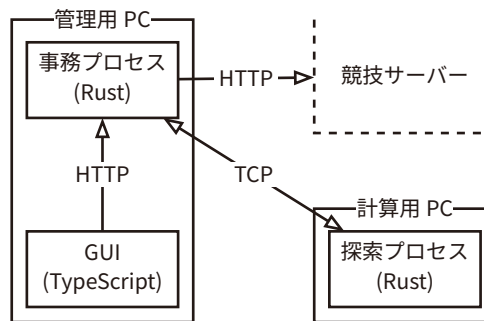 管理用 PC
事務プロセス
(Rust)
HTTP
競技サーバー
HTTP
TCP
計算用 PC
GUI
(TypeScript)
探索プロセス
(Rust)